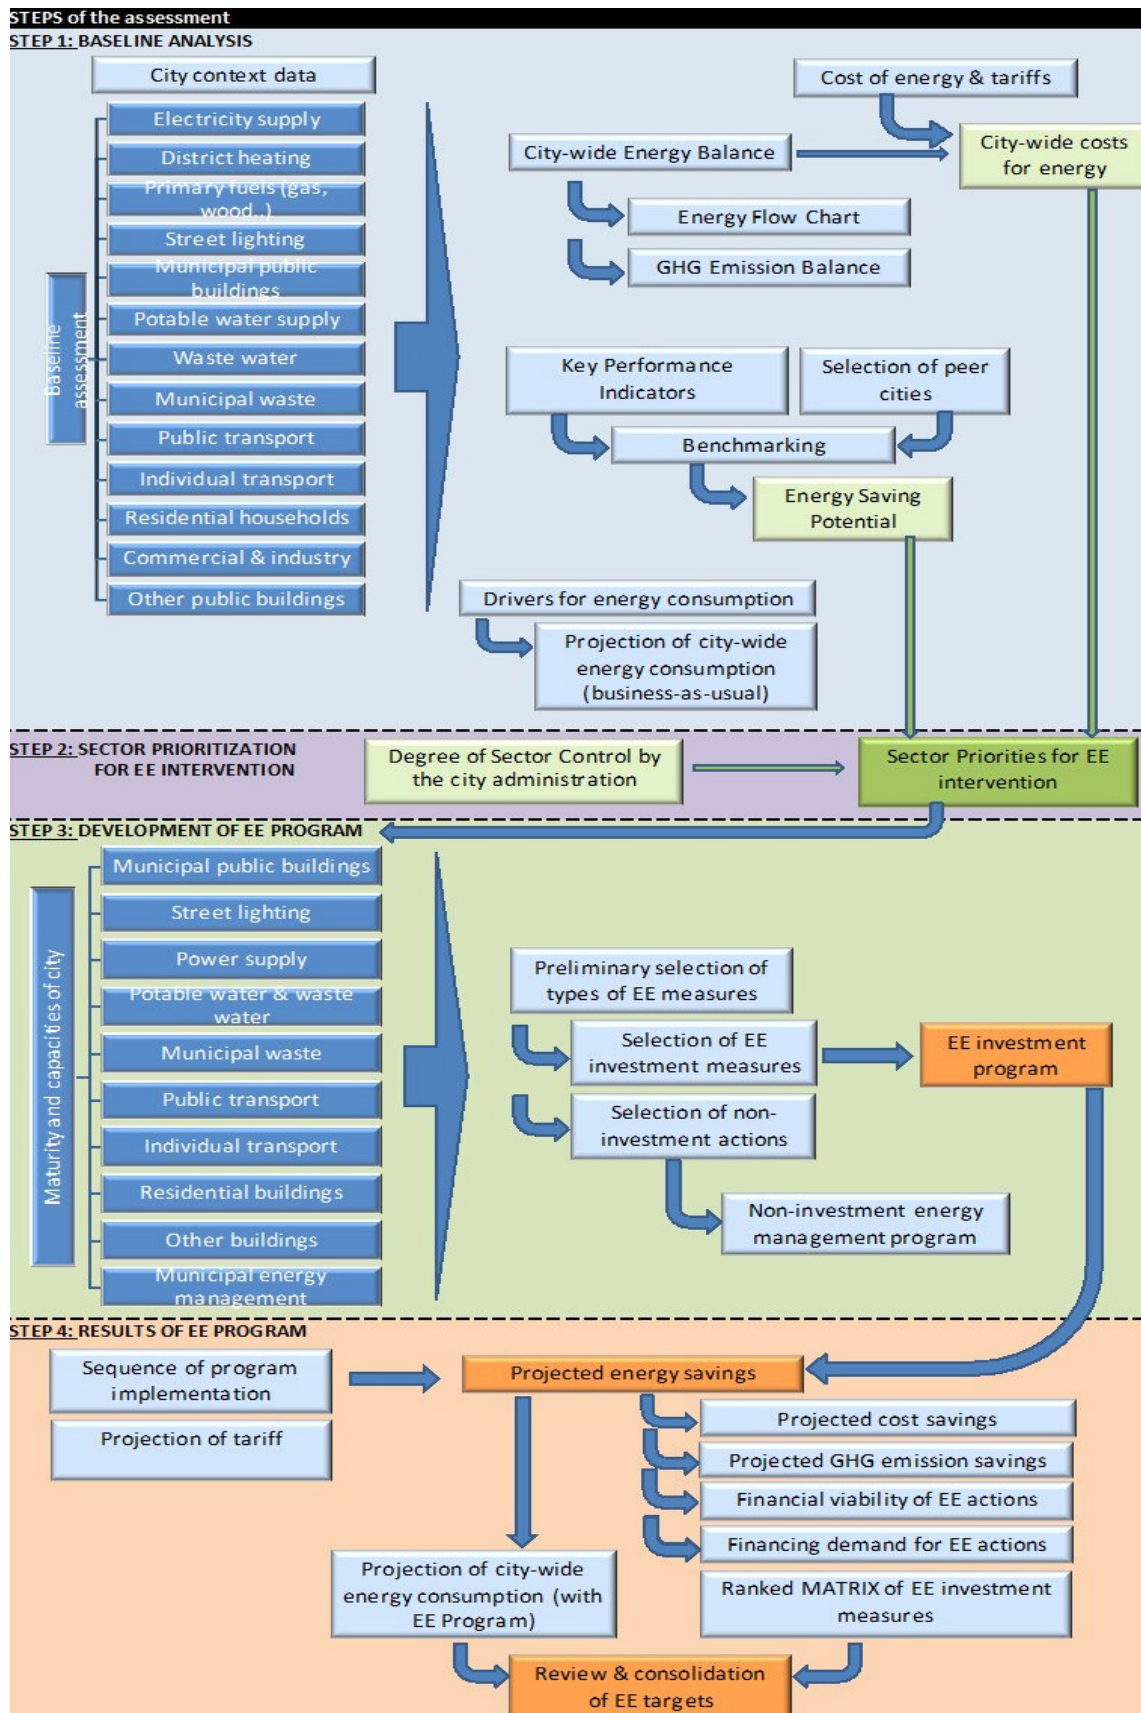 STEPS of the assessment
STEP 1: BASELINE ANALYSIS
City context data
Baseline
assessment
Electricity supply
District heating
Primary fuels (gas,
wood..)
Street lighting
Municipal public
buildings
Potable water supply
Waste water
Municipal waste
Public transport
Individual transport
Residential households
Commercial & industry
Other public buildings
Cost of energy & tariffs
City-wide Energy Balance
City-wide costs
for energy
Energy Flow Chart
GHG Emission Balance
Key Performance
Indicators
Selection of peer
cities
Benchmarking
Energy Saving
Potential
Drivers for energy consumption
Projection of city-wide
energy consumption
(business-as-usual)
STEP 2: SECTOR PRIORITIZATION
FOR EE INTERVENTION
Degree of Sector Control by
the city administration
Sector Priorities for EE
intervention
STEP 3: DEVELOPMENT OF EE PROGRAM
Maturity and capacities of city
Municipal public buildings
Street lighting
Power supply
Potable water & waste
water
Municipal waste
Public transport
Individual transport
Residential buildings
Other buildings
Municipal energy
management
Preliminary selection of
types of EE measures
Selection of EE
investment measures
EE investment
program
Selection of non-
investment actions
Non-investment energy
management program
STEP 4: RESULTS OF EE PROGRAM
Sequence of program
implementation
Projection of tariff
Projected energy savings
Projected cost savings
Projected GHG emission savings
Financial viability of EE actions
Financing demand for EE actions
Projection of city-wide
energy consumption (with
EE Program)
Ranked MATRIX of EE investment
measures
Review & consolidation
of EE targets